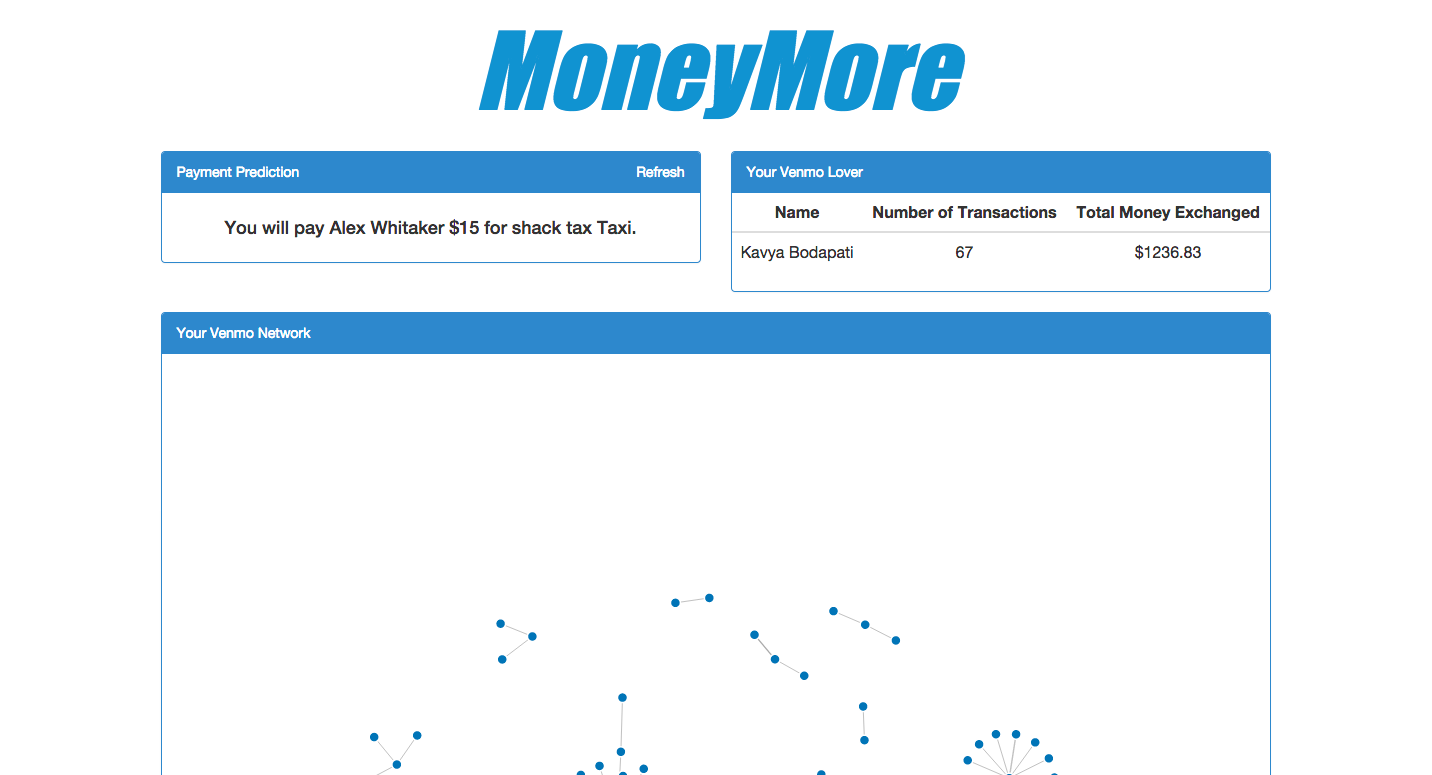 MoneyMore
Payment Prediction Refresh
You will pay Alex Whitaker $15 for shack tax Taxi.
Your Venmo Lover
Name Number of Transactions Total Money Exchanged
Kavya Bodapati 67 $1236.83
Your Venmo Network